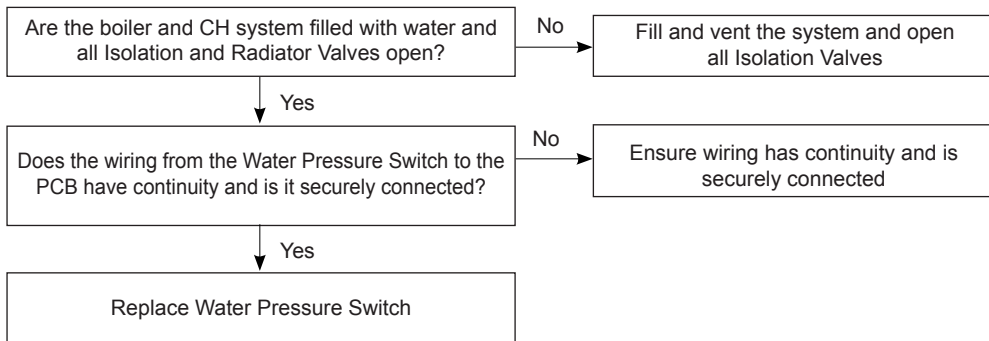 Are the boiler and CH system filled with water and
all Isolation and Radiator Valves open?
No
Fill and vent the system and open
all Isolation Valves
Yes
Does the wiring from the Water Pressure Switch to the
PCB have continuity and is it securely connected?
No
Ensure wiring has continuity and is
securely connected
Yes
Replace Water Pressure Switch